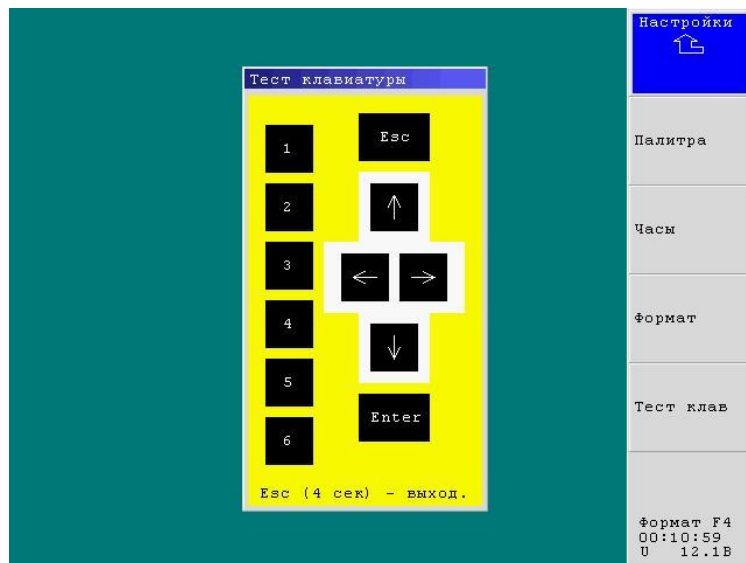 Тест клавиатуры
1
Esc
2
3
4
5
Enter
6
Esc (4 сек) - выход.
Настройки
Палитра
Часы
Формат
Тест клав
Формат F4
00:10:59
U 12.1В